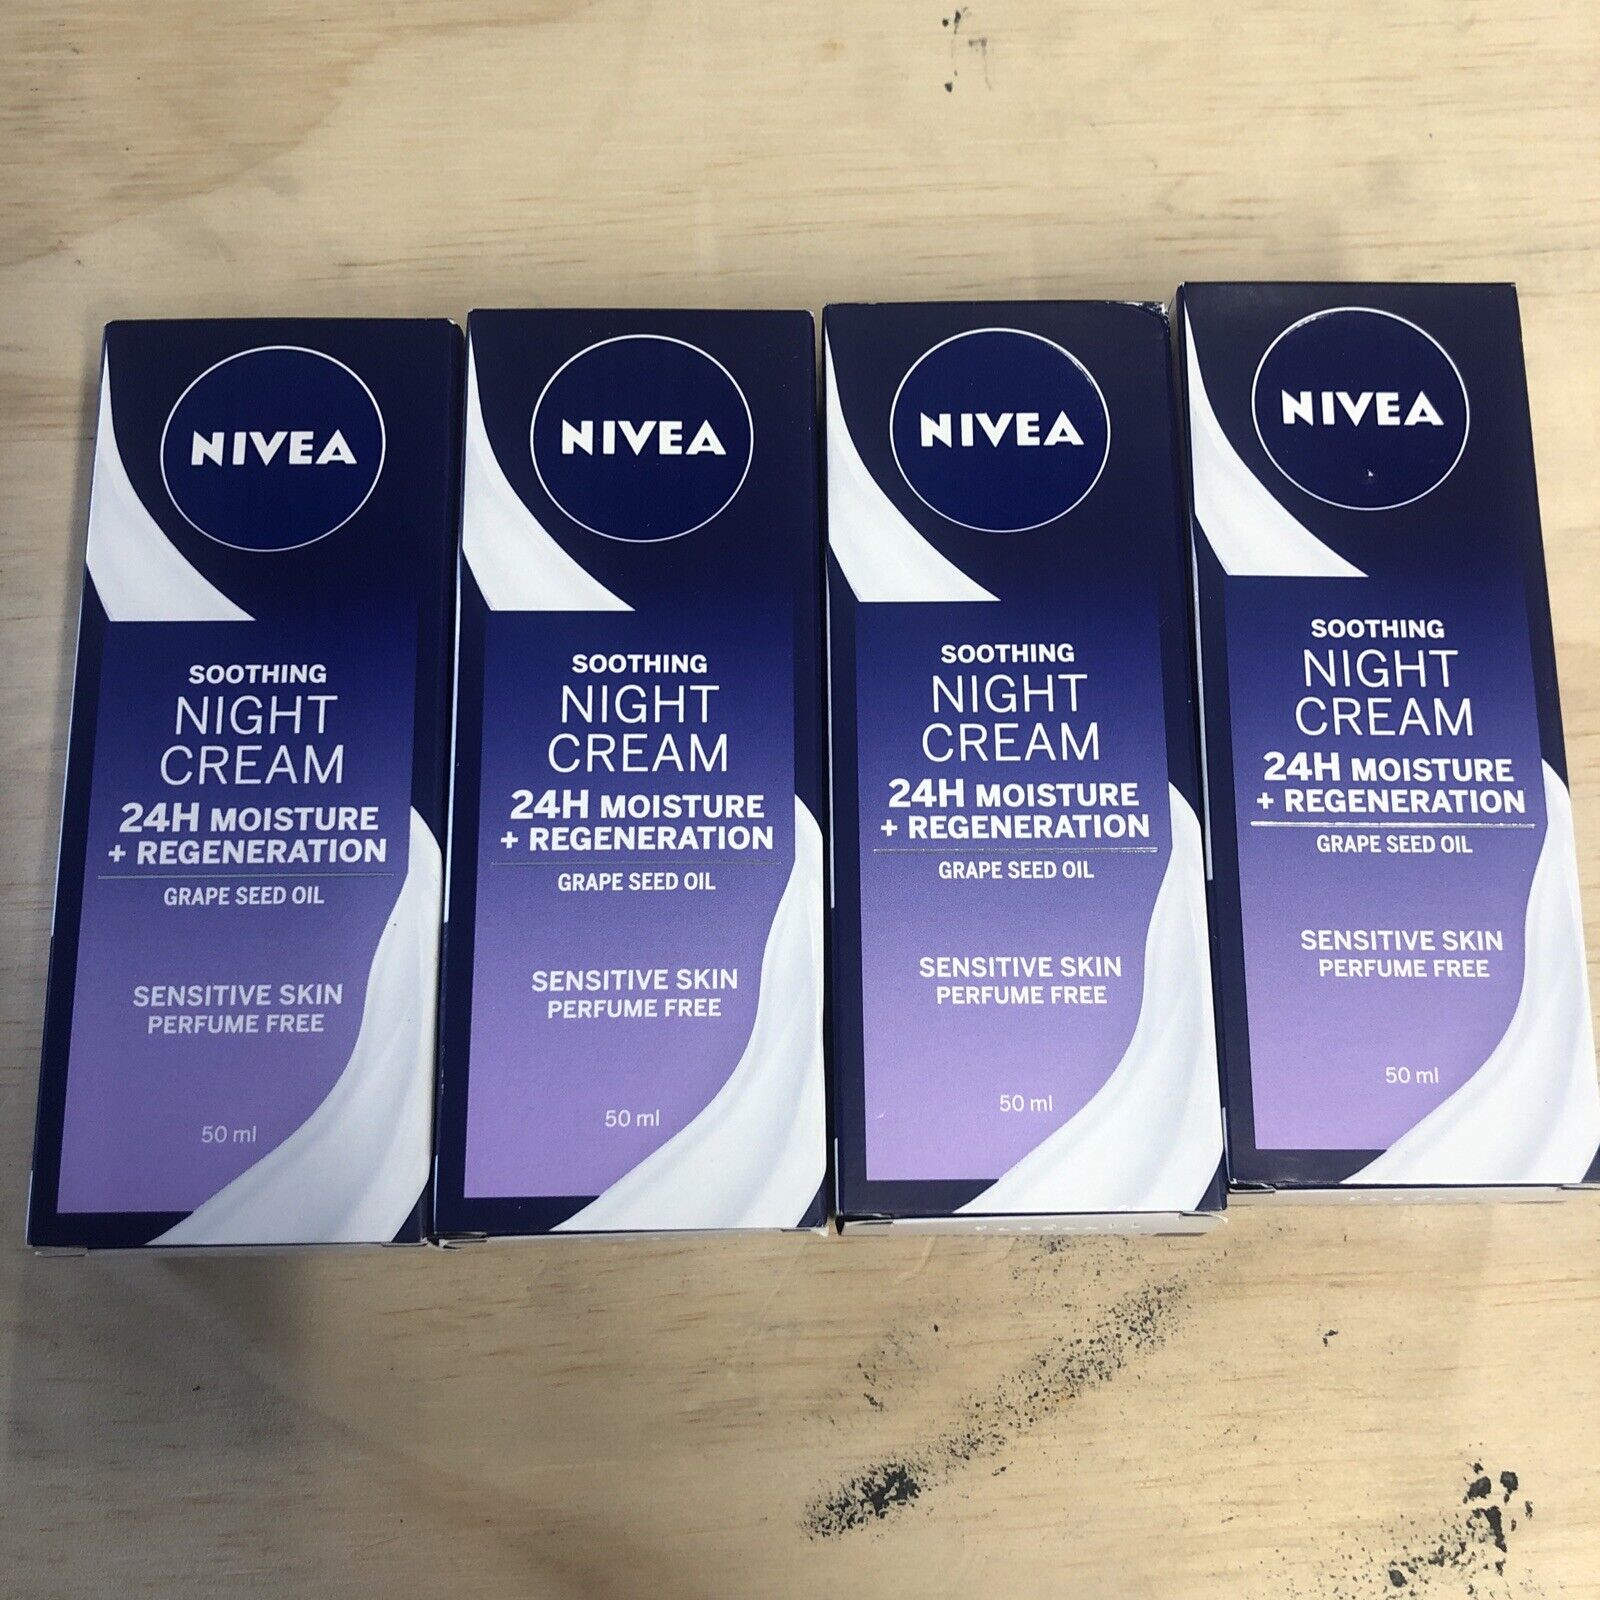 NIVEA
SOOTHING
NIGHT
CREAM
24H MOISTURE
+ REGENERATION
GRAPE SEED OIL
SENSITIVE SKIN
PERFUME FREE
50 ml
NIVEA
SOOTHING
NIGHT
CREAM
24H MOISTURE
+ REGENERATION
GRAPE SEED OIL
SENSITIVE SKIN
PERFUME FREE
50 ml
NIVEA
SOOTHING
NIGHT
CREAM
24H MOISTURE
+ REGENERATION
GRAPE SEED OIL
SENSITIVE SKIN
PERFUME FREE
50 ml
NIVEA
SOOTHING
NIGHT
CREAM
24H MOISTURE
+ REGENERATION
GRAPE SEED OIL
SENSITIVE SKIN
PERFUME FREE
50 ml